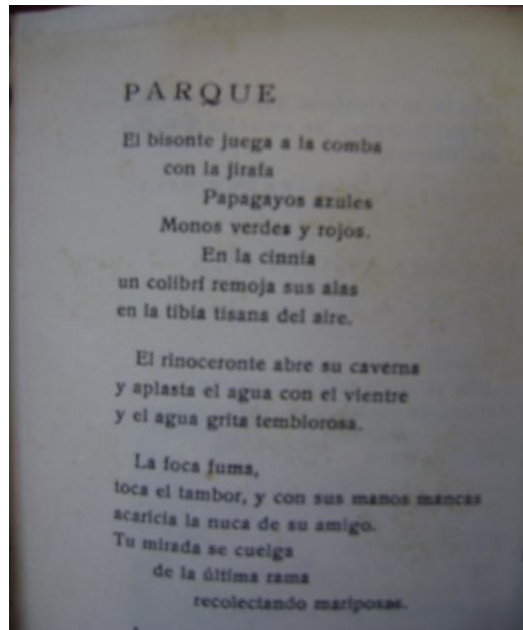 PARQUE
El bisonte juega a la comba
con la jirafa
Papagayos azules
Monos verdes y rojos.
En la cinnia
un colibrí remoja sus alas
en la tibia tisana del aire.
El rinoceronte abre su caverna
y aplasta el agua con el vientre
y el agua grita temblorosa.
La foca fuma,
toca el tambor, y con sus manos mancas
acaricia la nuca de su amigo.
Tu mirada se cuelga
de la última rama
recolectando mariposas.